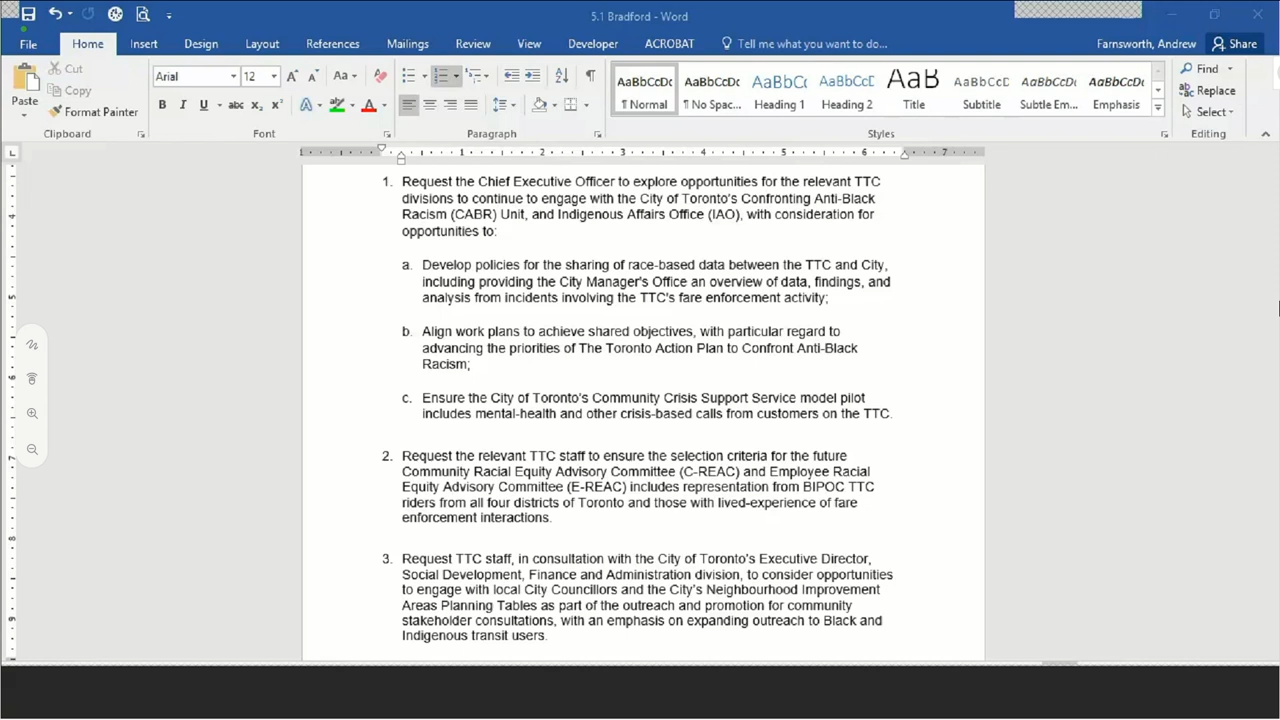 5.1 Bradford - Word
File Home Insert Design Layout References Mailings Review View Developer ACROBAT Tell me what you want to do... Farnsworth, Andrew Share
Paste Cut Copy Format Painter
Clipboard
Arial 12 Aa
B I U abc x₂ x² A ab A
Font
Paragraph
AaBbCcDc AaBbCcDc AaBbCc AaBbCcD AaB AaBbCcD AaBbCcDc AaBbCcDc
¶ Normal ¶ No Spac... Heading 1 Heading 2 Title Subtitle Subtle Em... Emphasis
Styles
Find
Replace
Select
Editing
1 1 2 3 4 5 6 7
1. Request the Chief Executive Officer to explore opportunities for the relevant TTC
divisions to continue to engage with the City of Toronto's Confronting Anti-Black
Racism (CABR) Unit, and Indigenous Affairs Office (IAO), with consideration for
opportunities to:
a. Develop policies for the sharing of race-based data between the TTC and City,
including providing the City Manager's Office an overview of data, findings, and
analysis from incidents involving the TTC's fare enforcement activity;
b. Align work plans to achieve shared objectives, with particular regard to
advancing the priorities of The Toronto Action Plan to Confront Anti-Black
Racism;
c. Ensure the City of Toronto's Community Crisis Support Service model pilot
includes mental-health and other crisis-based calls from customers on the TTC.
2. Request the relevant TTC staff to ensure the selection criteria for the future
Community Racial Equity Advisory Committee (C-REAC) and Employee Racial
Equity Advisory Committee (E-REAC) includes representation from BIPOC TTC
riders from all four districts of Toronto and those with lived-experience of fare
enforcement interactions.
3. Request TTC staff, in consultation with the City of Toronto's Executive Director,
Social Development, Finance and Administration division, to consider opportunities
to engage with local City Councillors and the City's Neighbourhood Improvement
Areas Planning Tables as part of the outreach and promotion for community
stakeholder consultations, with an emphasis on expanding outreach to Black and
Indigenous transit users.